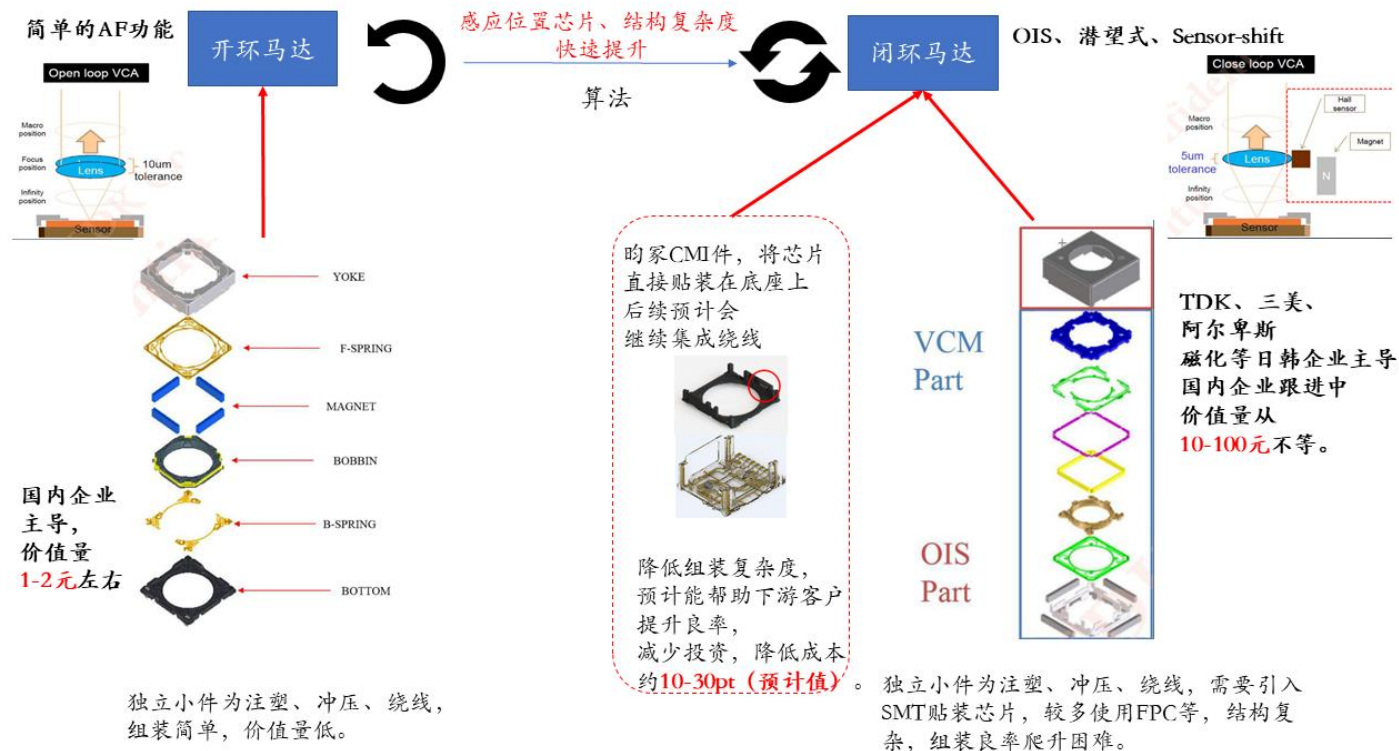 简单的AF功能
开环马达
感应位置芯片、结构复杂度
快速提升
算法
闭环马达
OIS、潜望式、Sensor-shift
Open loop VCA
Macro
position
Focus
position
Lens
10um
tolerance
Infinity
position
Sensor
Close loop VCA
Hall
sensor
Magnet
Macro
position
5um
tolerance
Lens
N
Infinity
position
Sensor
YOKE
F-SPRING
MAGNET
BOBBIN
B-SPRING
BOTTOM
国内企业
主导，
价值量
1-2元左右
独立小件为注塑、冲压、绕线，
组装简单，价值量低。
昀冢CMI件，将芯片
直接贴装在底座上
后续预计会
继续集成绕线
降低组装复杂度，
预计能帮助下游客户
提升良率，
减少投资，降低成本
约10-30pt（预计值）。
VCM
Part
OIS
Part
TDK、三美、
阿尔卑斯
磁化等日韩企业主导
国内企业跟进中
价值量从
10-100元不等。
独立小件为注塑、冲压、绕线，需要引入
SMT贴装芯片，较多使用FPC等，结构复
杂，组装良率爬升困难。